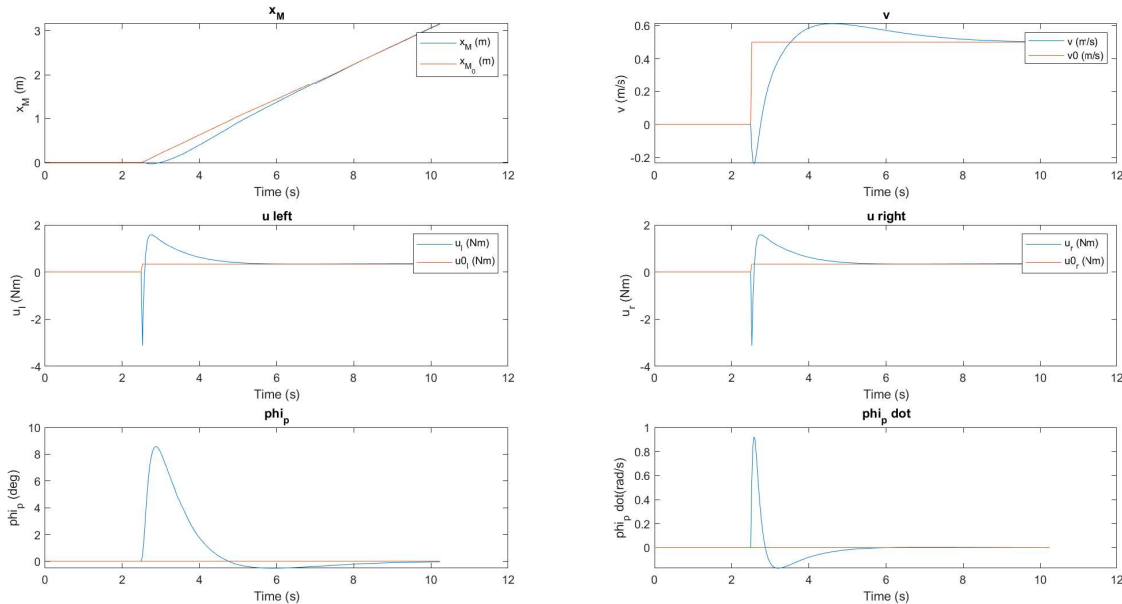 x_M
x_M (m)
3
2
1
0
x_M (m)
x_M_0 (m)
0 2 4 6 8 10 12
Time (s)
v
v (m/s)
0.6
0.4
0.2
0
-0.2
v (m/s)
v0 (m/s)
0 2 4 6 8 10 12
Time (s)
u left
u_l (Nm)
2
0
-2
-4
u_l (Nm)
u0_l (Nm)
0 2 4 6 8 10 12
Time (s)
u right
u_r (Nm)
2
0
-2
-4
u_r (Nm)
u0_r (Nm)
0 2 4 6 8 10 12
Time (s)
phi_p
phi_p (deg)
10
8
6
4
2
0
0 2 4 6 8 10 12
Time (s)
phi_p dot
phi_p dot(rad/s)
1
0.8
0.6
0.4
0.2
0
0 2 4 6 8 10 12
Time (s)